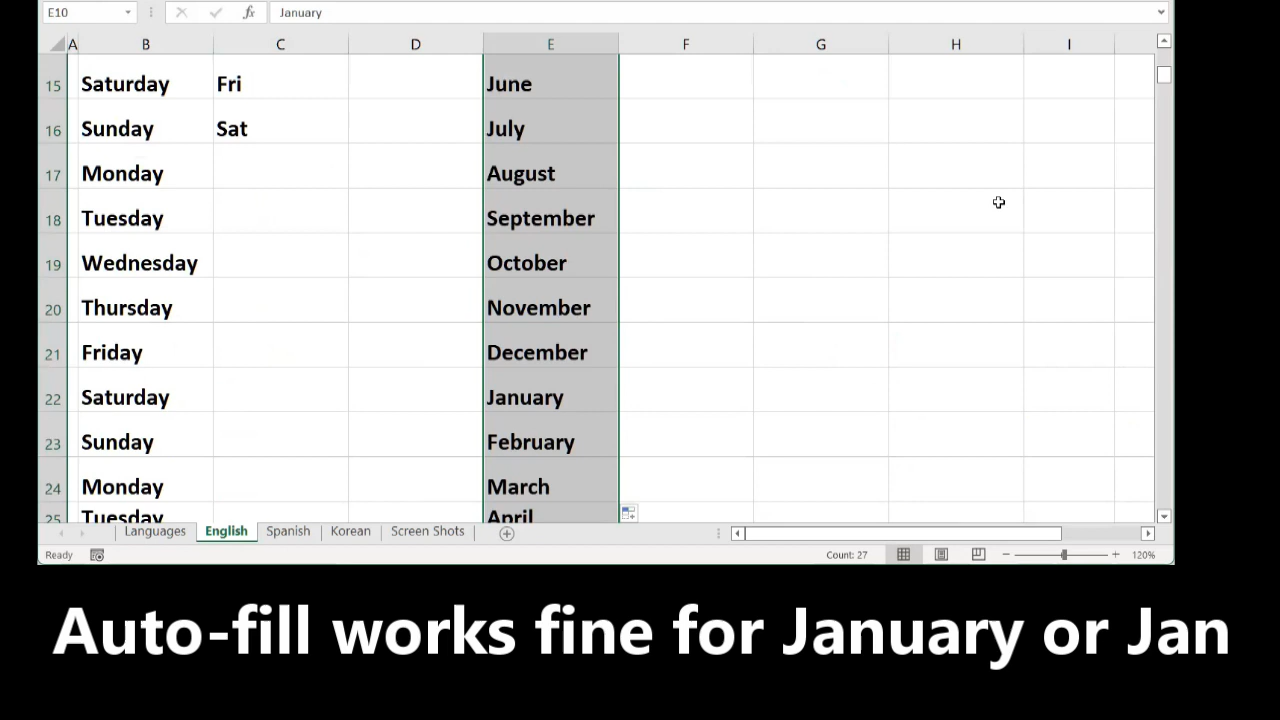 E10 fx January
A B C D E F G H I
15 Saturday Fri June
16 Sunday Sat July
17 Monday August
18 Tuesday September
19 Wednesday October
20 Thursday November
21 Friday December
22 Saturday January
23 Sunday February
24 Monday March
25 Tuesday April
Languages English Spanish Korean Screen Shots
Ready Count: 27 120%
Auto-fill works fine for January or Jan